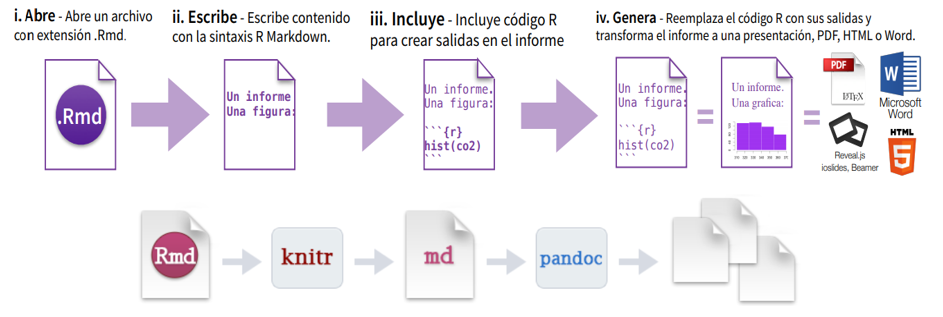 i. Abre - Abre un archivo
con extensión .Rmd.
ii. Escribe - Escribe contenido
con la sintaxis R Markdown.
iii. Incluye - Incluye código R
para crear salidas en el informe
iv. Genera - Reemplaza el código R con sus salidas y
transforma el informe a una presentación, PDF, HTML o Word.
.Rmd
Un informe
Una figura:
Un informe.
Una figura:
```{r}
hist(co2)
```
Un informe.
Una figura:
```{r}
hist(co2)
```
Un informe.
Una grafica:
PDF
LATEX
W
Microsoft
Word
Reveal.js
ioslides, Beamer
HTML
5
Rmd
knitr
md
pandoc